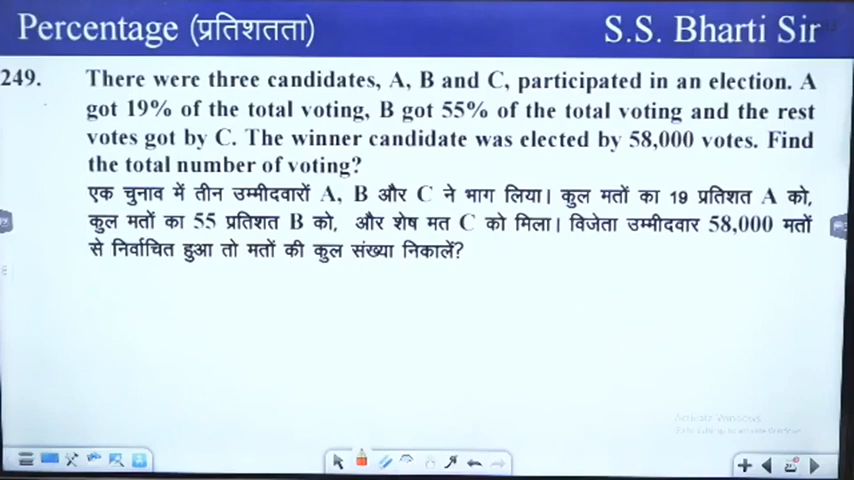 Percentage (प्रतिशतता)
S.S. Bharti Sir
249. There were three candidates, A, B and C, participated in an election. A
got 19% of the total voting, B got 55% of the total voting and the rest
votes got by C. The winner candidate was elected by 58,000 votes. Find
the total number of voting?
एक चुनाव में तीन उम्मीदवारों A, B और C ने भाग लिया। कुल मतों का 19 प्रतिशत A को,
कुल मतों का 55 प्रतिशत B को, और शेष मत C को मिला। विजेता उम्मीदवार 58,000 मतों
से निर्वाचित हुआ तो मतों की कुल संख्या निकालें?
Activate Windows